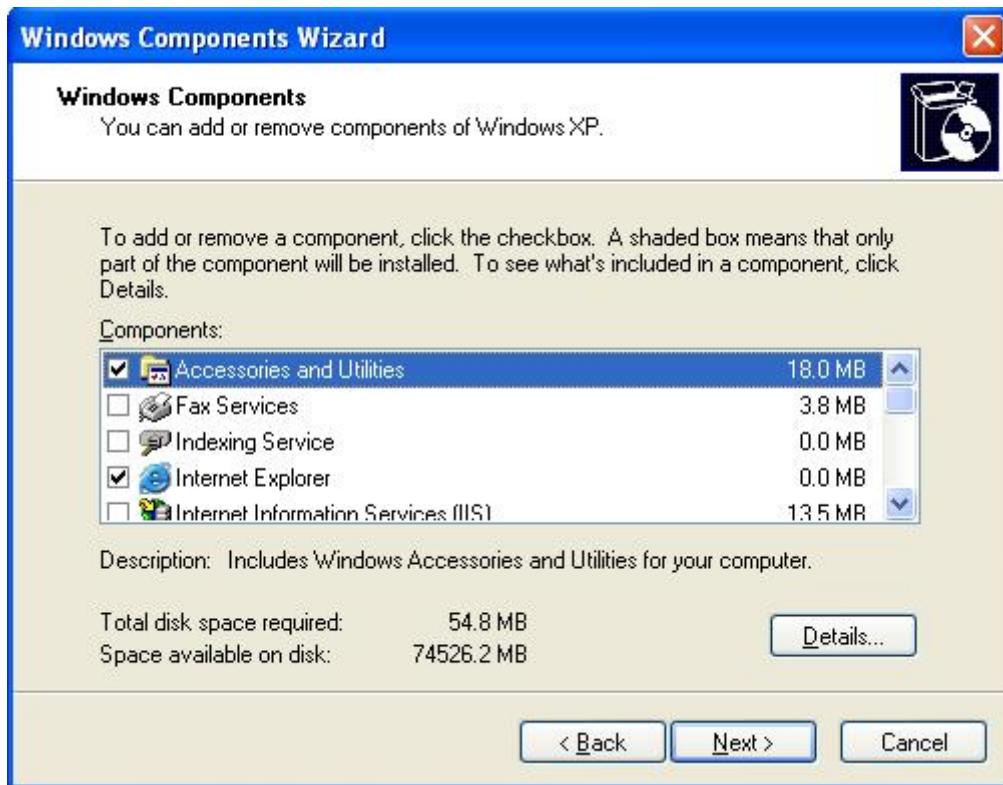 Windows Components Wizard
Windows Components
You can add or remove components of Windows XP.
To add or remove a component, click the checkbox. A shaded box means that only
part of the component will be installed. To see what's included in a component, click
Details.
Components:
Accessories and Utilities 18.0 MB
Fax Services 3.8 MB
Indexing Service 0.0 MB
Internet Explorer 0.0 MB
Internet Information Services (IIS) 13.5 MB
Description: Includes Windows Accessories and Utilities for your computer.
Total disk space required: 54.8 MB
Space available on disk: 74526.2 MB
Details...
< Back Next > Cancel